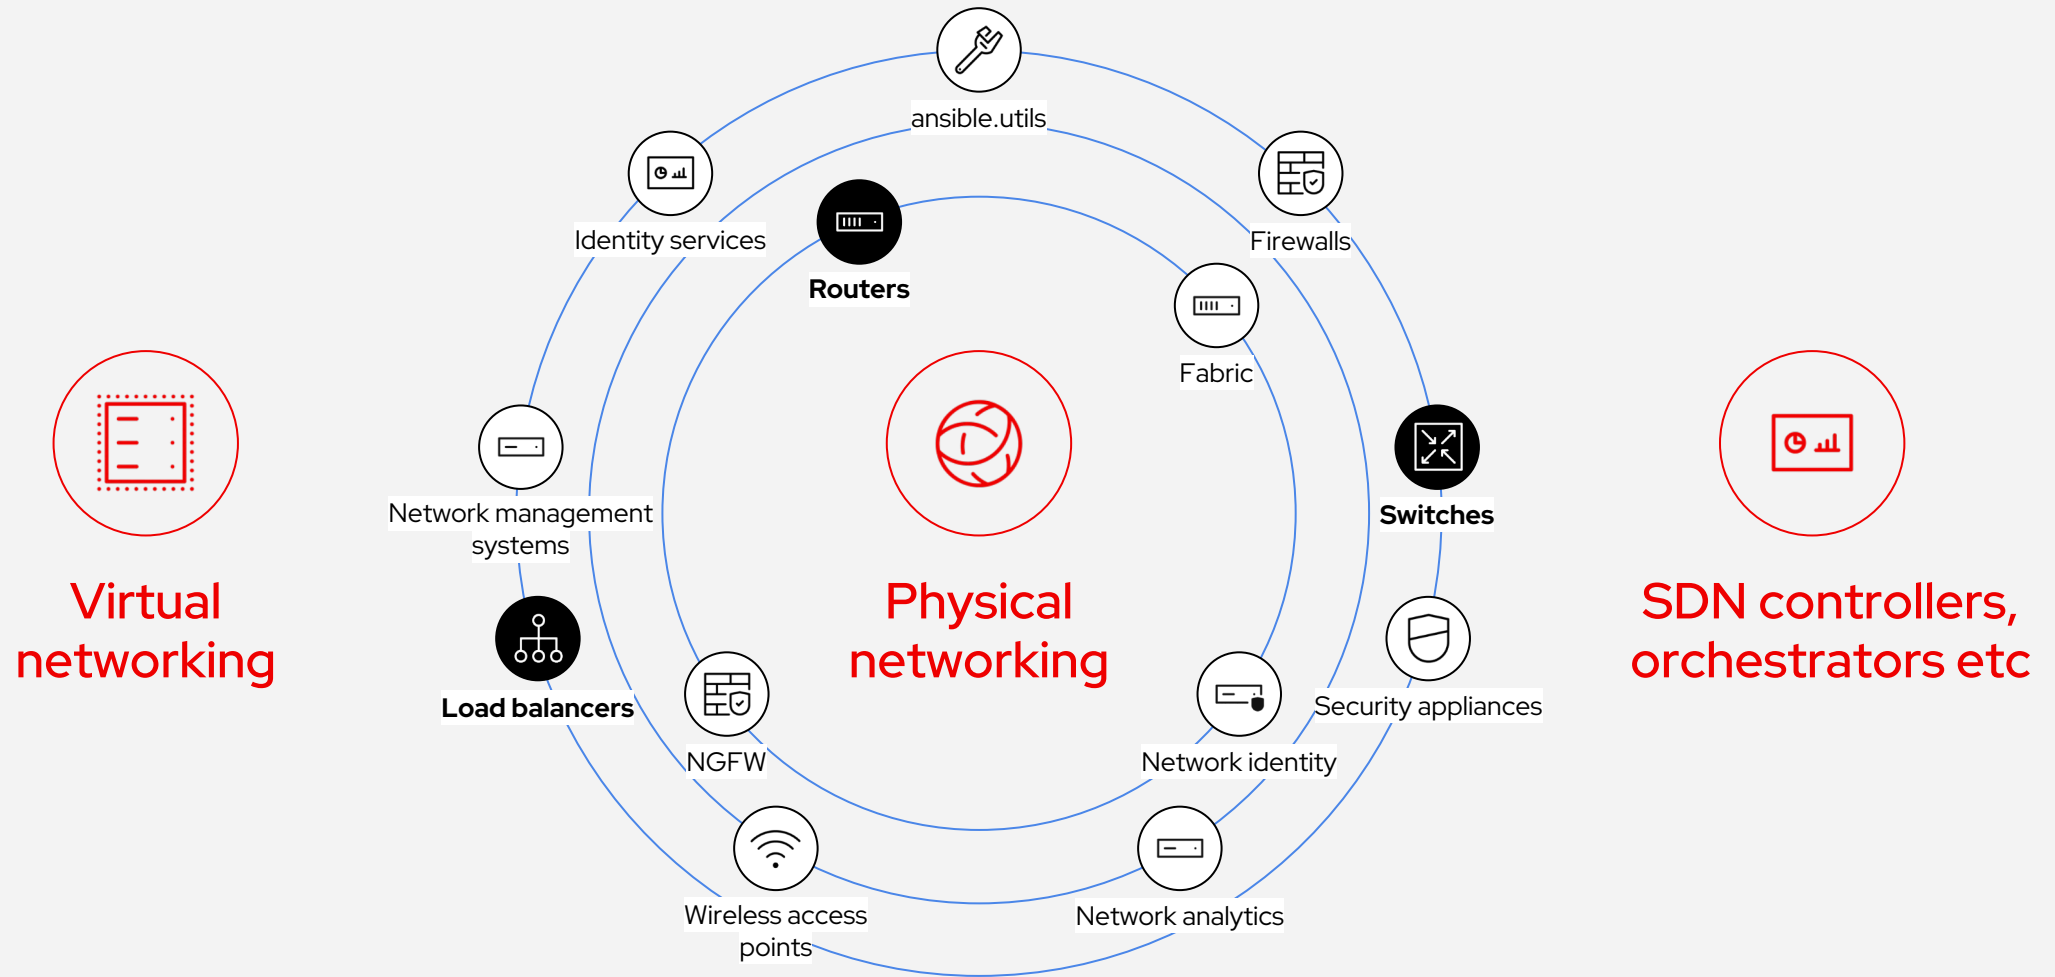 ansible.utils
Identity services
Firewalls
Routers
Fabric
Network management
systems
Switches
Virtual
networking
Physical
networking
SDN controllers,
orchestrators etc
Load balancers
Security appliances
NGFW
Network identity
Wireless access
points
Network analytics